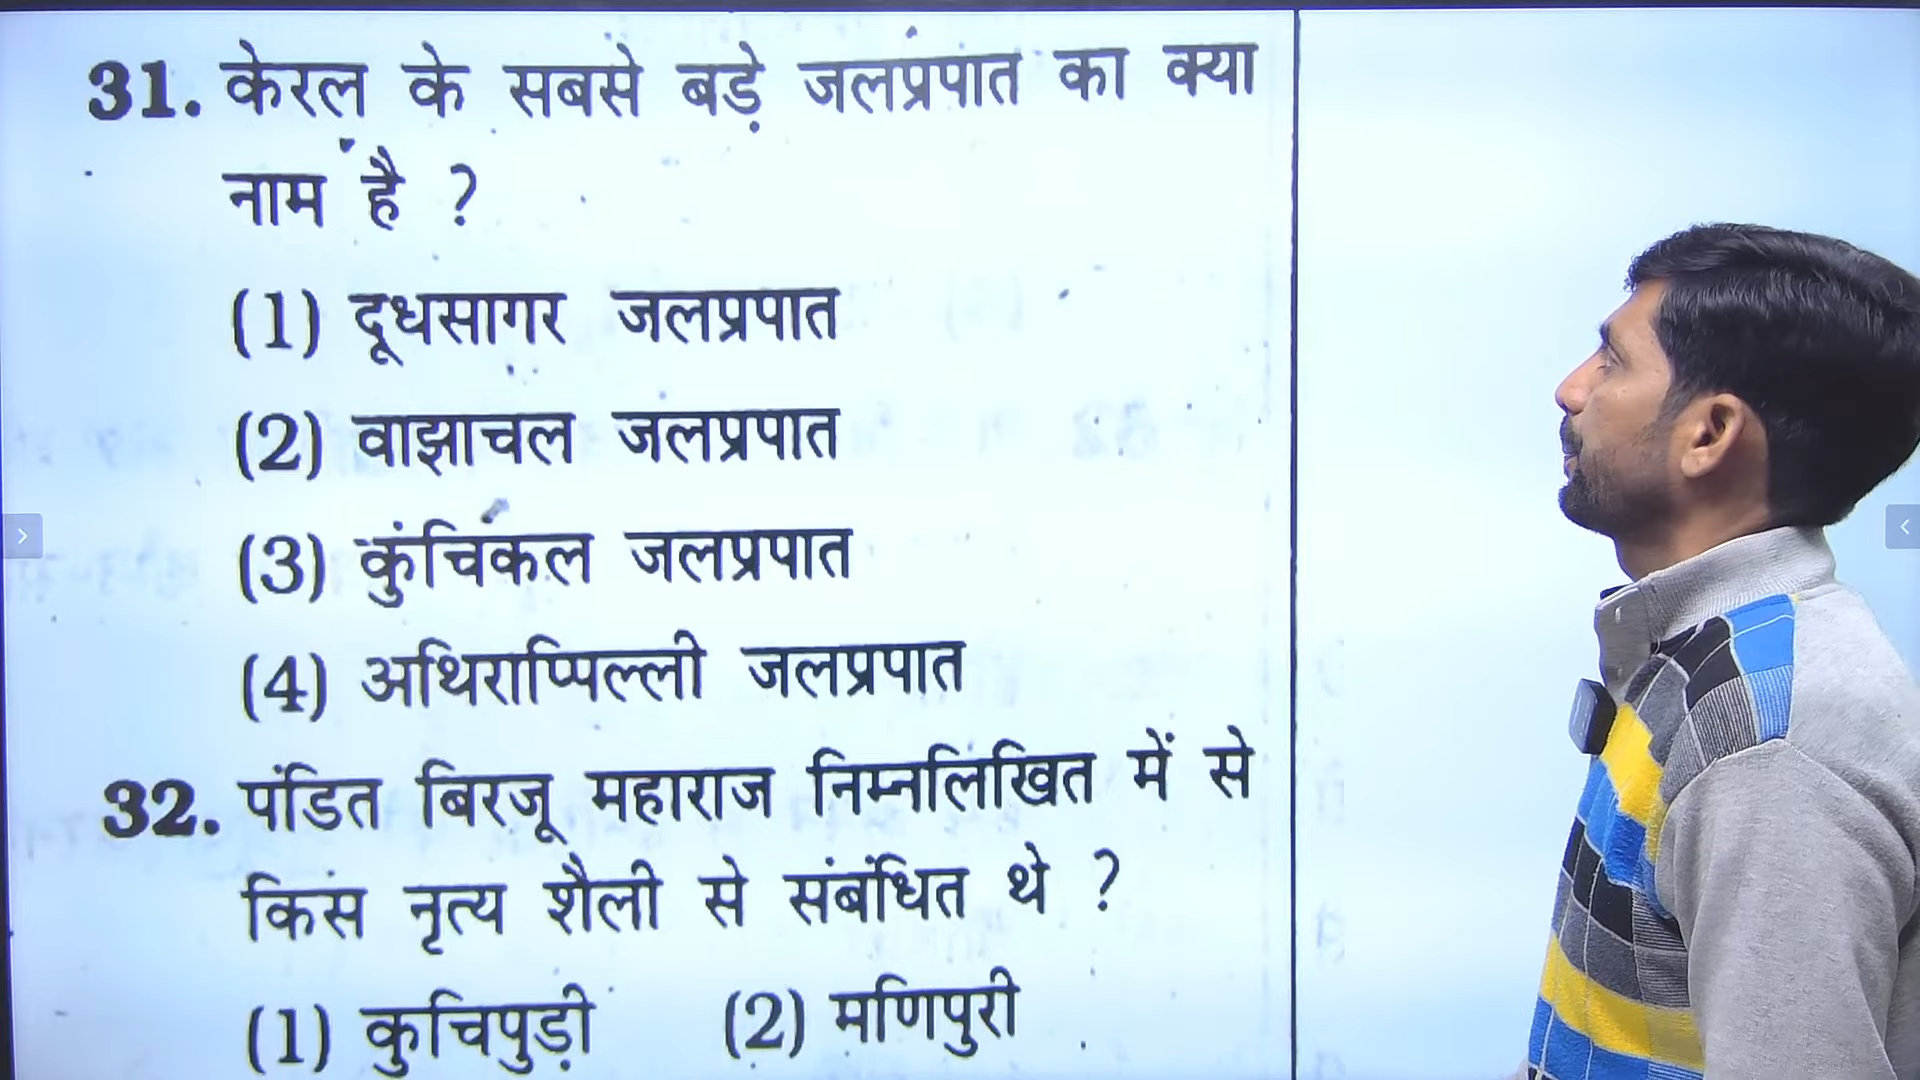 31. केरल के सबसे बड़े जलप्रपात का क्या
नाम है ?
(1) दूधसागर जलप्रपात
(2) वाझाचल जलप्रपात
(3) कुंचिकल जलप्रपात
(4) अथिराप्पिल्ली जलप्रपात
32. पंडित बिरजू महाराज निम्नलिखित में से
किस नृत्य शैली से संबंधित थे ?
(1) कुचिपुड़ी (2) मणिपुरी